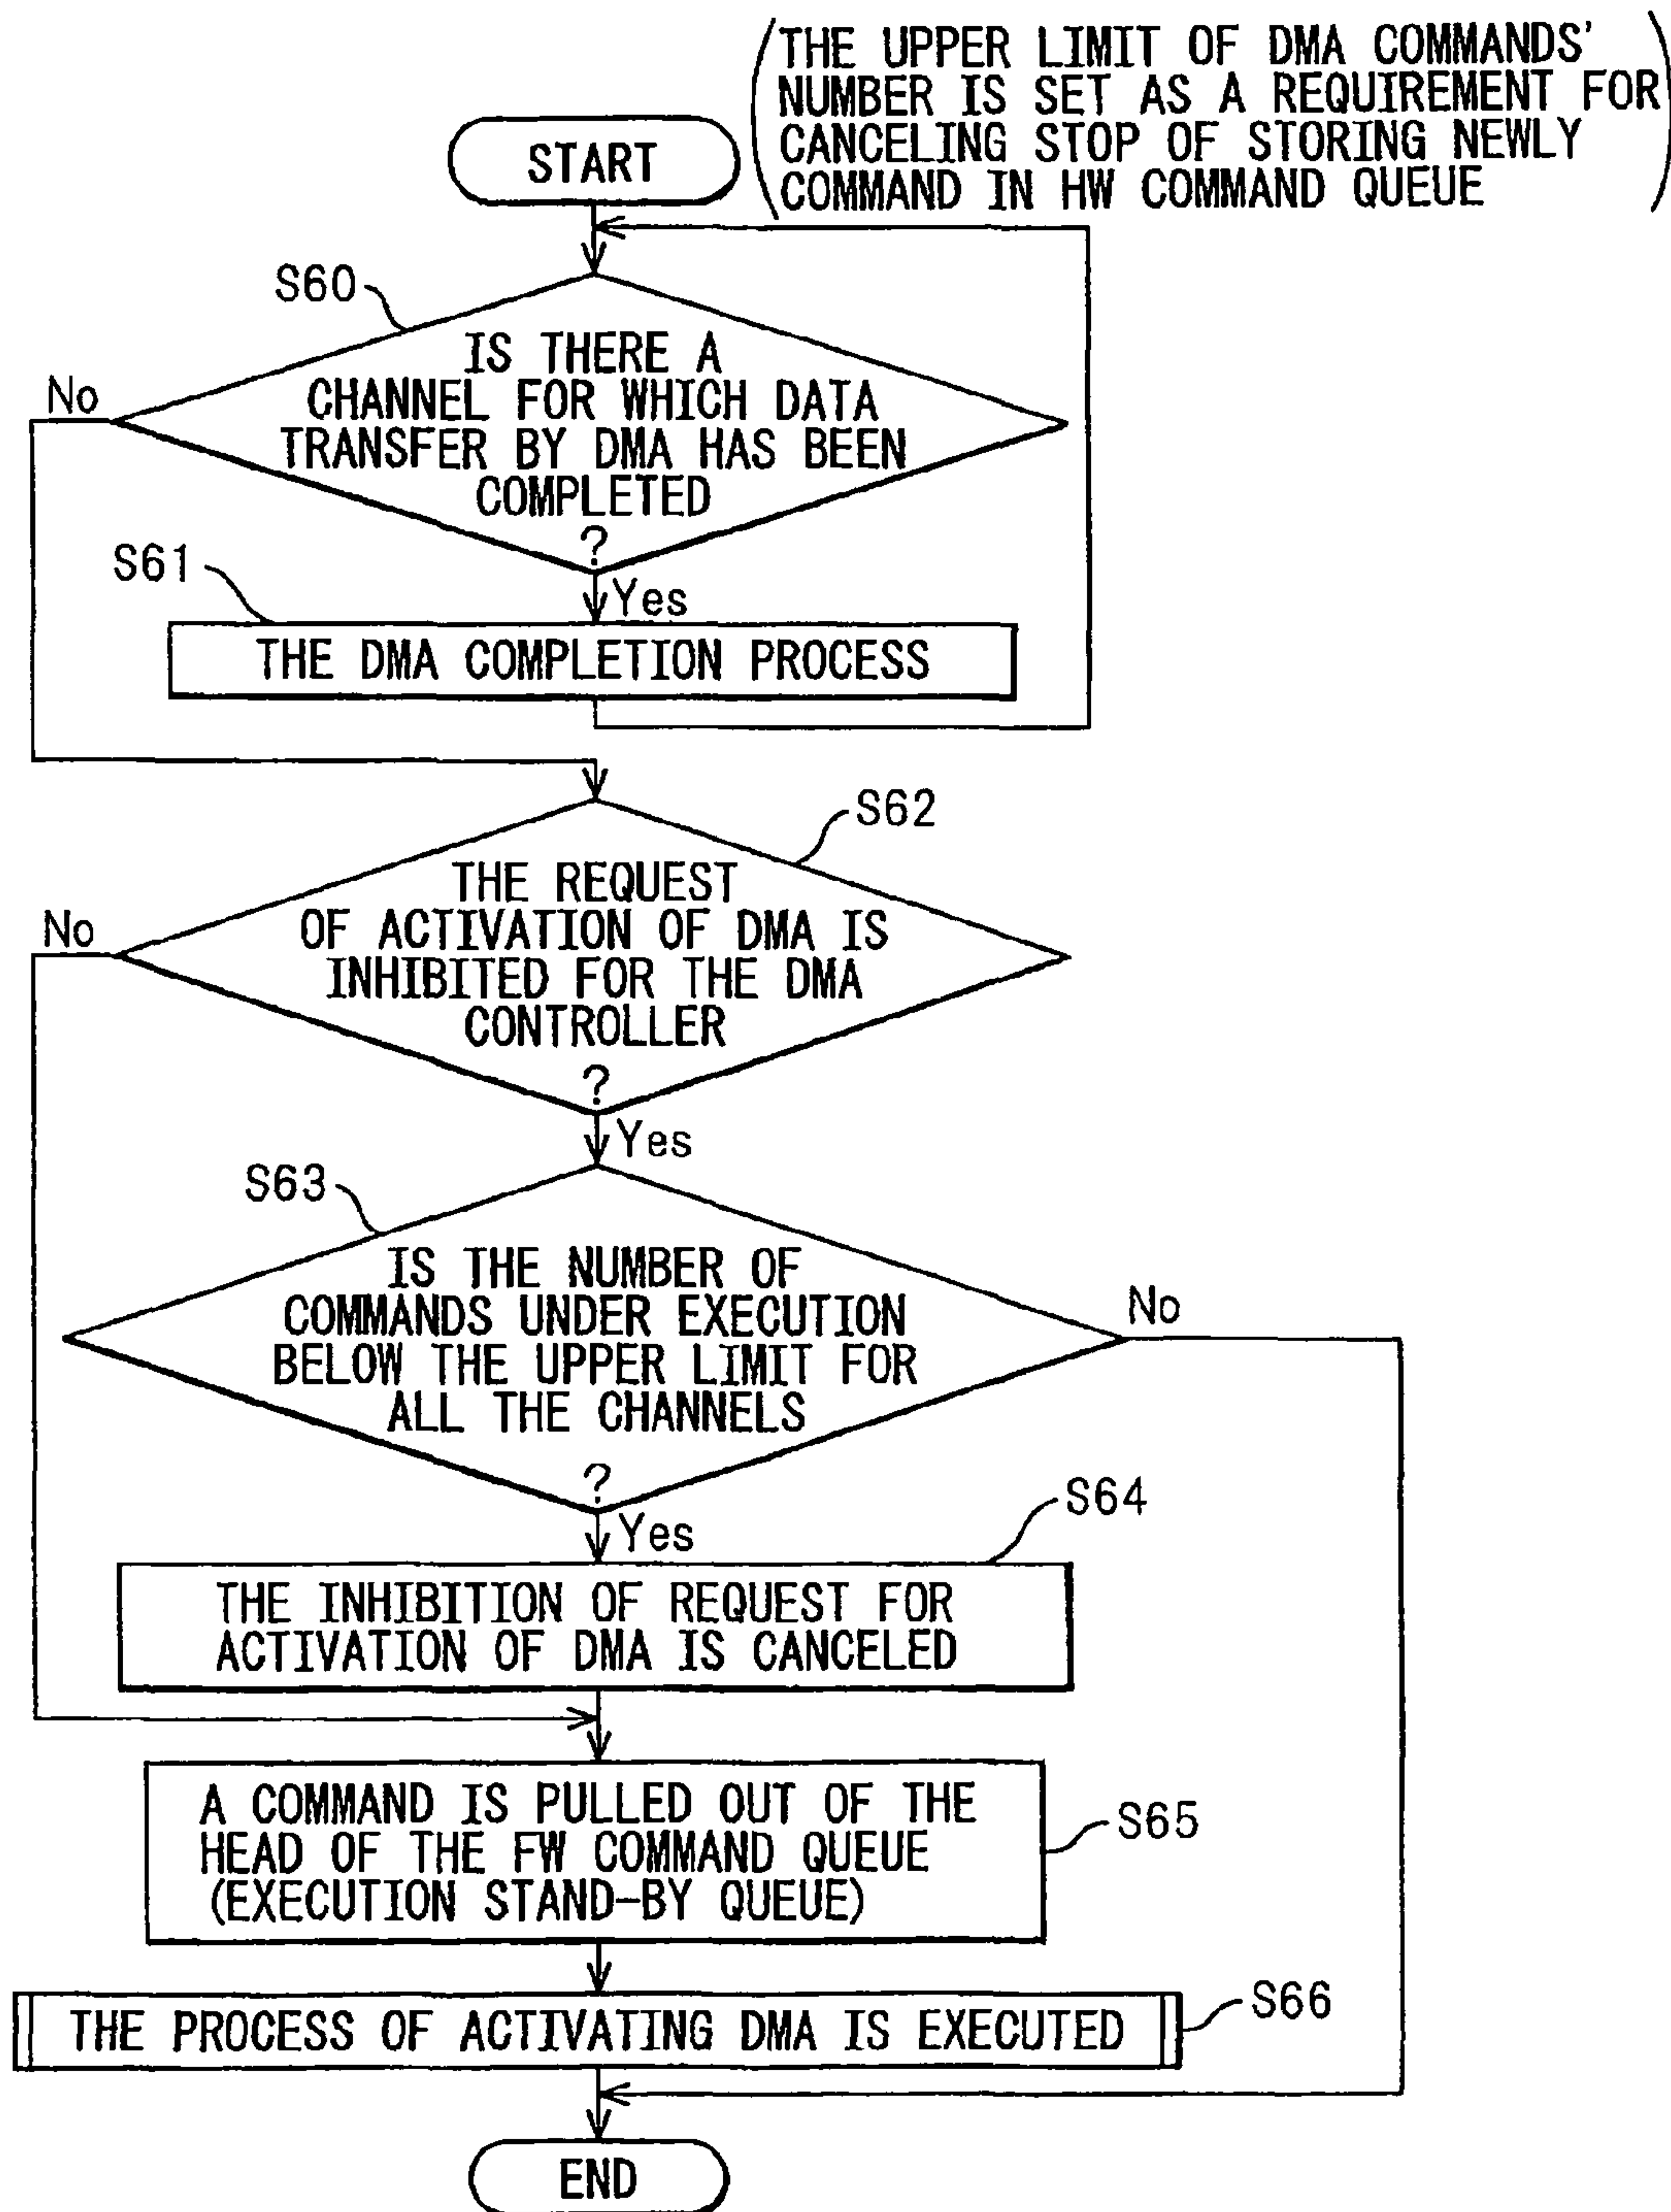 THE UPPER LIMIT OF DMA COMMANDS'
NUMBER IS SET AS A REQUIREMENT FOR
CANCELING STOP OF STORING NEWLY
COMMAND IN HW COMMAND QUEUE
START
S60
IS THERE A
CHANNEL FOR WHICH DATA
TRANSFER BY DMA HAS BEEN
COMPLETED
?
No
Yes
S61
THE DMA COMPLETION PROCESS
S62
THE REQUEST
OF ACTIVATION OF DMA IS
INHIBITED FOR THE DMA
CONTROLLER
?
No
Yes
S63
IS THE NUMBER OF
COMMANDS UNDER EXECUTION
BELOW THE UPPER LIMIT FOR
ALL THE CHANNELS
?
No
Yes
S64
THE INHIBITION OF REQUEST FOR
ACTIVATION OF DMA IS CANCELED
A COMMAND IS PULLED OUT OF THE
HEAD OF THE FW COMMAND QUEUE
(EXECUTION STAND-BY QUEUE)
S65
THE PROCESS OF ACTIVATING DMA IS EXECUTED
S66
END